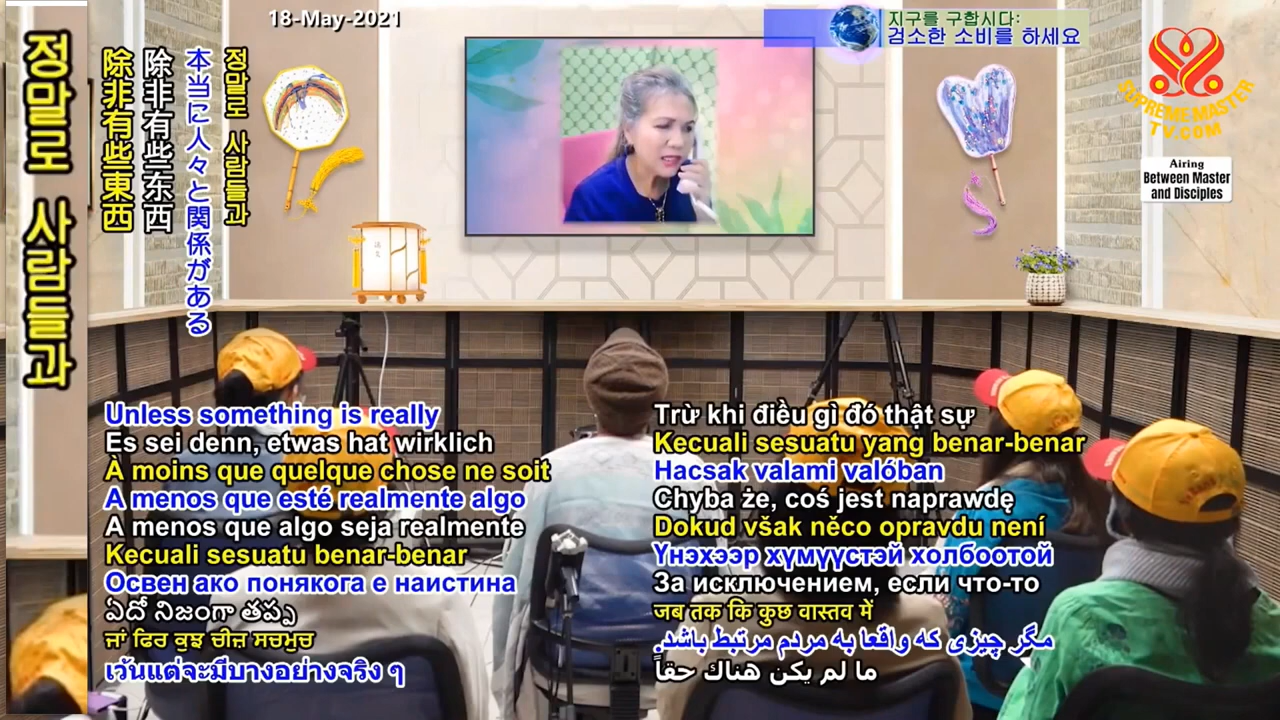 18-May-2021
지구를 구합시다:
검소한 소비를 하세요
SUPREME MASTER
TV.COM
Airing
Between Master
and Disciples
정말로 사람들과
除非有些東西
除非有些东西
本当に人々と関係がある
정말로 사람들과
Unless something is really
Es sei denn, etwas hat wirklich
À moins que quelque chose ne soit
A menos que esté realmente algo
A menos que algo seja realmente
Kecuali sesuatu benar-benar
Освен ако понякога е наистина
ఏదో నిజంగా తప్ప
ਜਾਂ ਫਿਰ ਕੁਝ ਚੀਜ਼ ਸਚਮੁਚ
เว้นแต่จะมีบางอย่างจริง ๆ
Trừ khi điều gì đó thật sự
Kecuali sesuatu yang benar-benar
Hacsak valami valóban
Chyba że, coś jest naprawdę
Dokud však něco opravdu není
Үнэхээр хүмүүстэй холбоотой
За исключением, если что-то
जब तक कि कुछ वास्तव में
مگر چیزی که واقعا به مردم مرتبط باشد.
ما لم يكن هناك حقاً